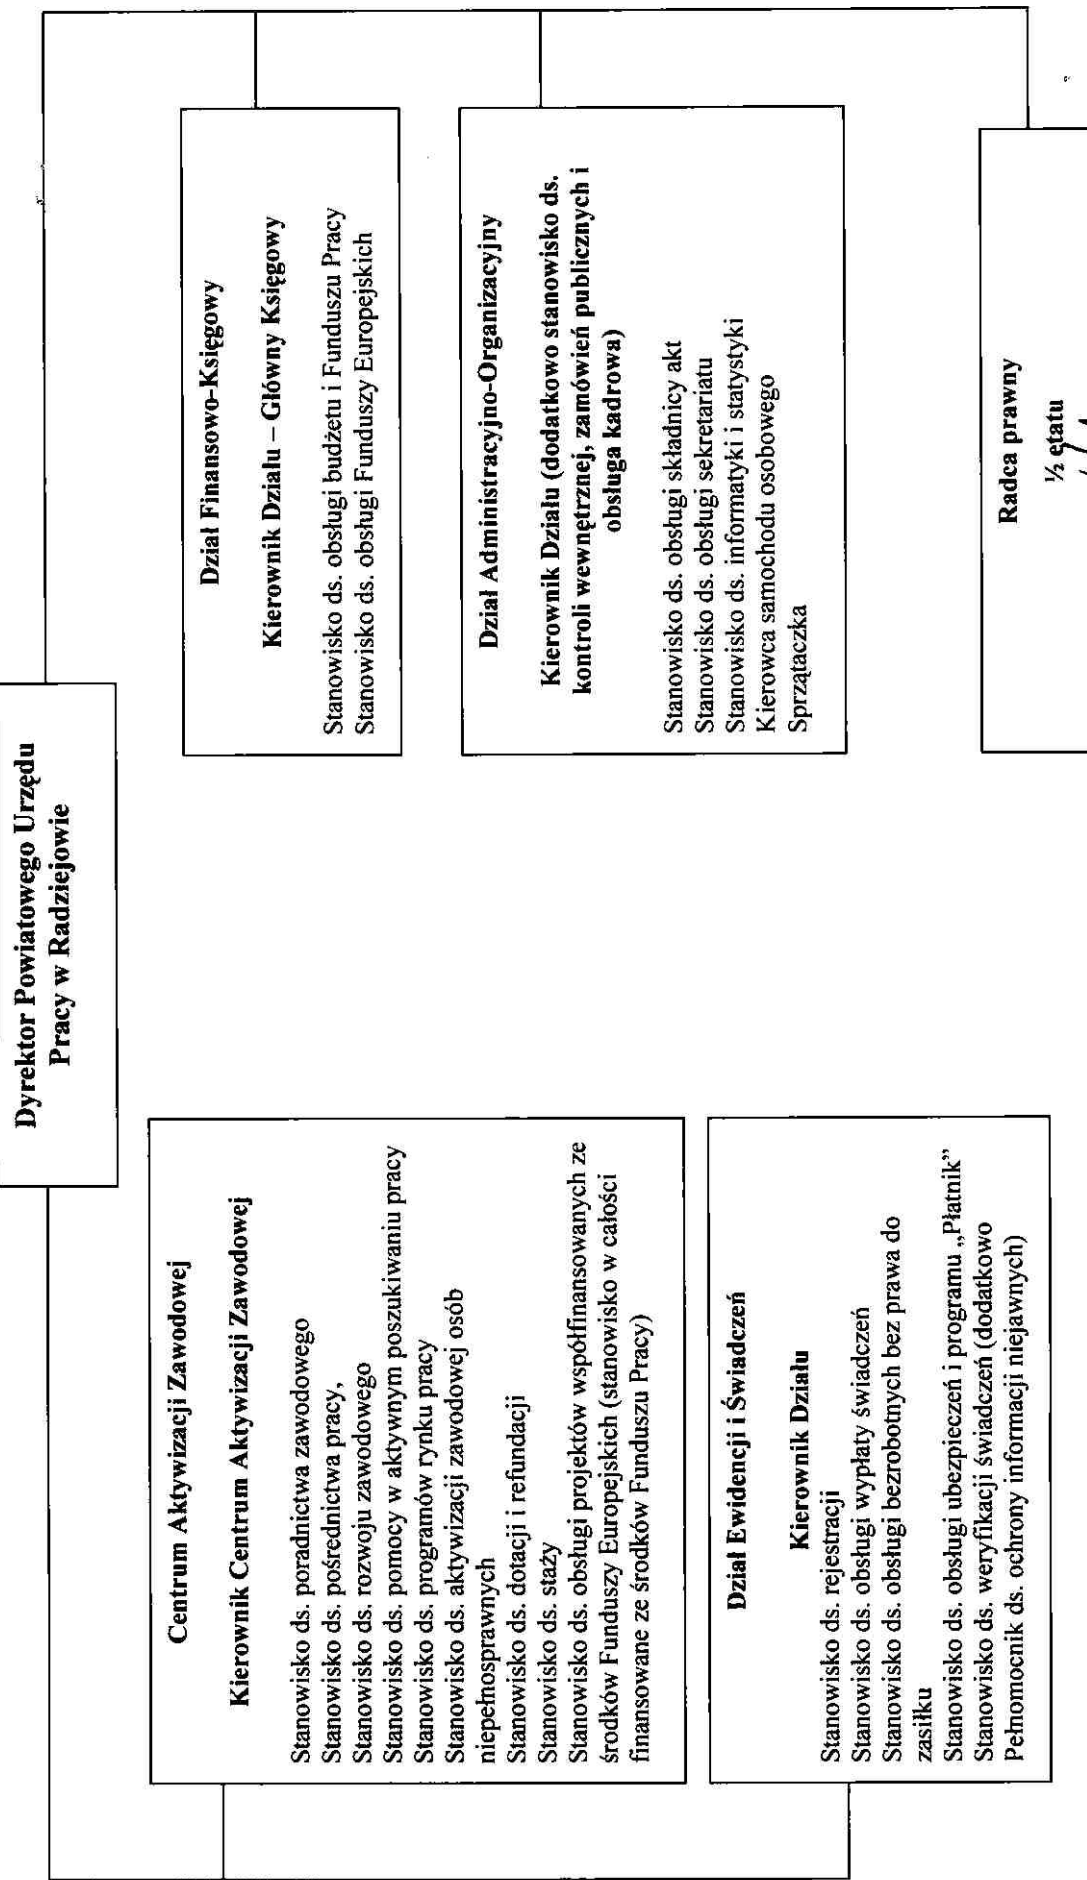 Dyrektor Powiatowego Urzędu
Pracy w Radziejowie
Centrum Aktywizacji Zawodowej
Kierownik Centrum Aktywizacji Zawodowej
Stanowisko ds. poradnictwa zawodowego
Stanowisko ds. pośrednictwa pracy,
Stanowisko ds. rozwoju zawodowego
Stanowisko ds. pomocy w aktywnym poszukiwaniu pracy
Stanowisko ds. programów rynku pracy
Stanowisko ds. aktywizacji zawodowej osób
niepełnosprawnych
Stanowisko ds. dotacji i refundacji
Stanowisko ds. staży
Stanowisko ds. obsługi projektów współfinansowanych ze
środków Funduszy Europejskich (stanowisko w całości
finansowane ze środków Funduszu Pracy)
Dział Ewidencji i Świadczeń
Kierownik Działu
Stanowisko ds. rejestracji
Stanowisko ds. obsługi wypłaty świadczeń
Stanowisko ds. obsługi bezrobotnych bez prawa do
zasiłku
Stanowisko ds. obsługi ubezpieczeń i programu „Płatnik”
Stanowisko ds. weryfikacji świadczeń (dodatkowo
Pełnomocnik ds. ochrony informacji niejawnych)
Dział Finansowo-Księgowy
Kierownik Działu – Główny Księgowy
Stanowisko ds. obsługi budżetu i Funduszu Pracy
Stanowisko ds. obsługi Funduszy Europejskich
Dział Administracyjno-Organizacyjny
Kierownik Działu (dodatkowo stanowisko ds.
kontroli wewnętrznej, zamówień publicznych i
obsługa kadrowa)
Stanowisko ds. obsługi składnicy akt
Stanowisko ds. obsługi sekretariatu
Stanowisko ds. informatyki i statystyki
Kierowca samochodu osobowego
Sprzątaczka
Radca prawny
½ etatu